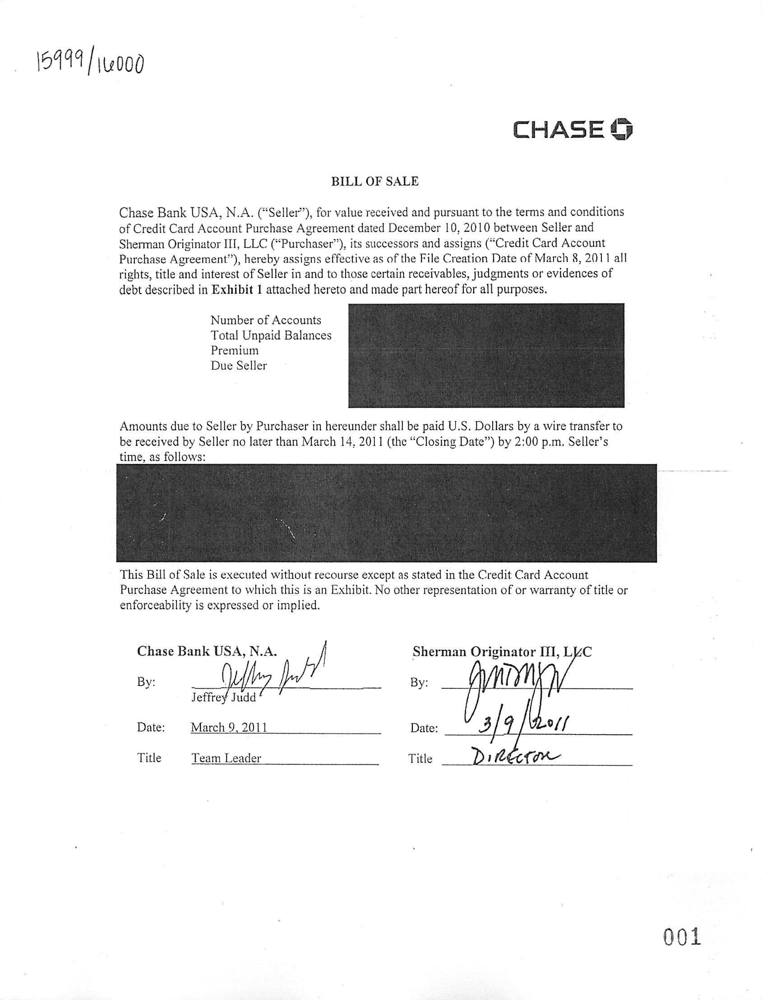 15999/16000
CHASE
BILL OF SALE
Chase Bank USA, N.A. (“Seller”), for value received and pursuant to the terms and conditions
of Credit Card Account Purchase Agreement dated December 10, 2010 between Seller and
Sherman Originator III, LLC (“Purchaser”), its successors and assigns (“Credit Card Account
Purchase Agreement”), hereby assigns effective as of the File Creation Date of March 8, 2011 all
rights, title and interest of Seller in and to those certain receivables, judgments or evidences of
debt described in Exhibit 1 attached hereto and made part hereof for all purposes.
Number of Accounts
Total Unpaid Balances
Premium
Due Seller
Amounts due to Seller by Purchaser in hereunder shall be paid U.S. Dollars by a wire transfer to
be received by Seller no later than March 14, 2011 (the “Closing Date”) by 2:00 p.m. Seller’s
time, as follows:
This Bill of Sale is executed without recourse except as stated in the Credit Card Account
Purchase Agreement to which this is an Exhibit. No other representation of or warranty of title or
enforceability is expressed or implied.
Chase Bank USA, N.A. Sherman Originator III, LLC
By: Jeffrey Judd By:
Jeffrey Judd
Date: March 9, 2011 Date: 3/9/2011
Title Team Leader Title DIRECTOR
001